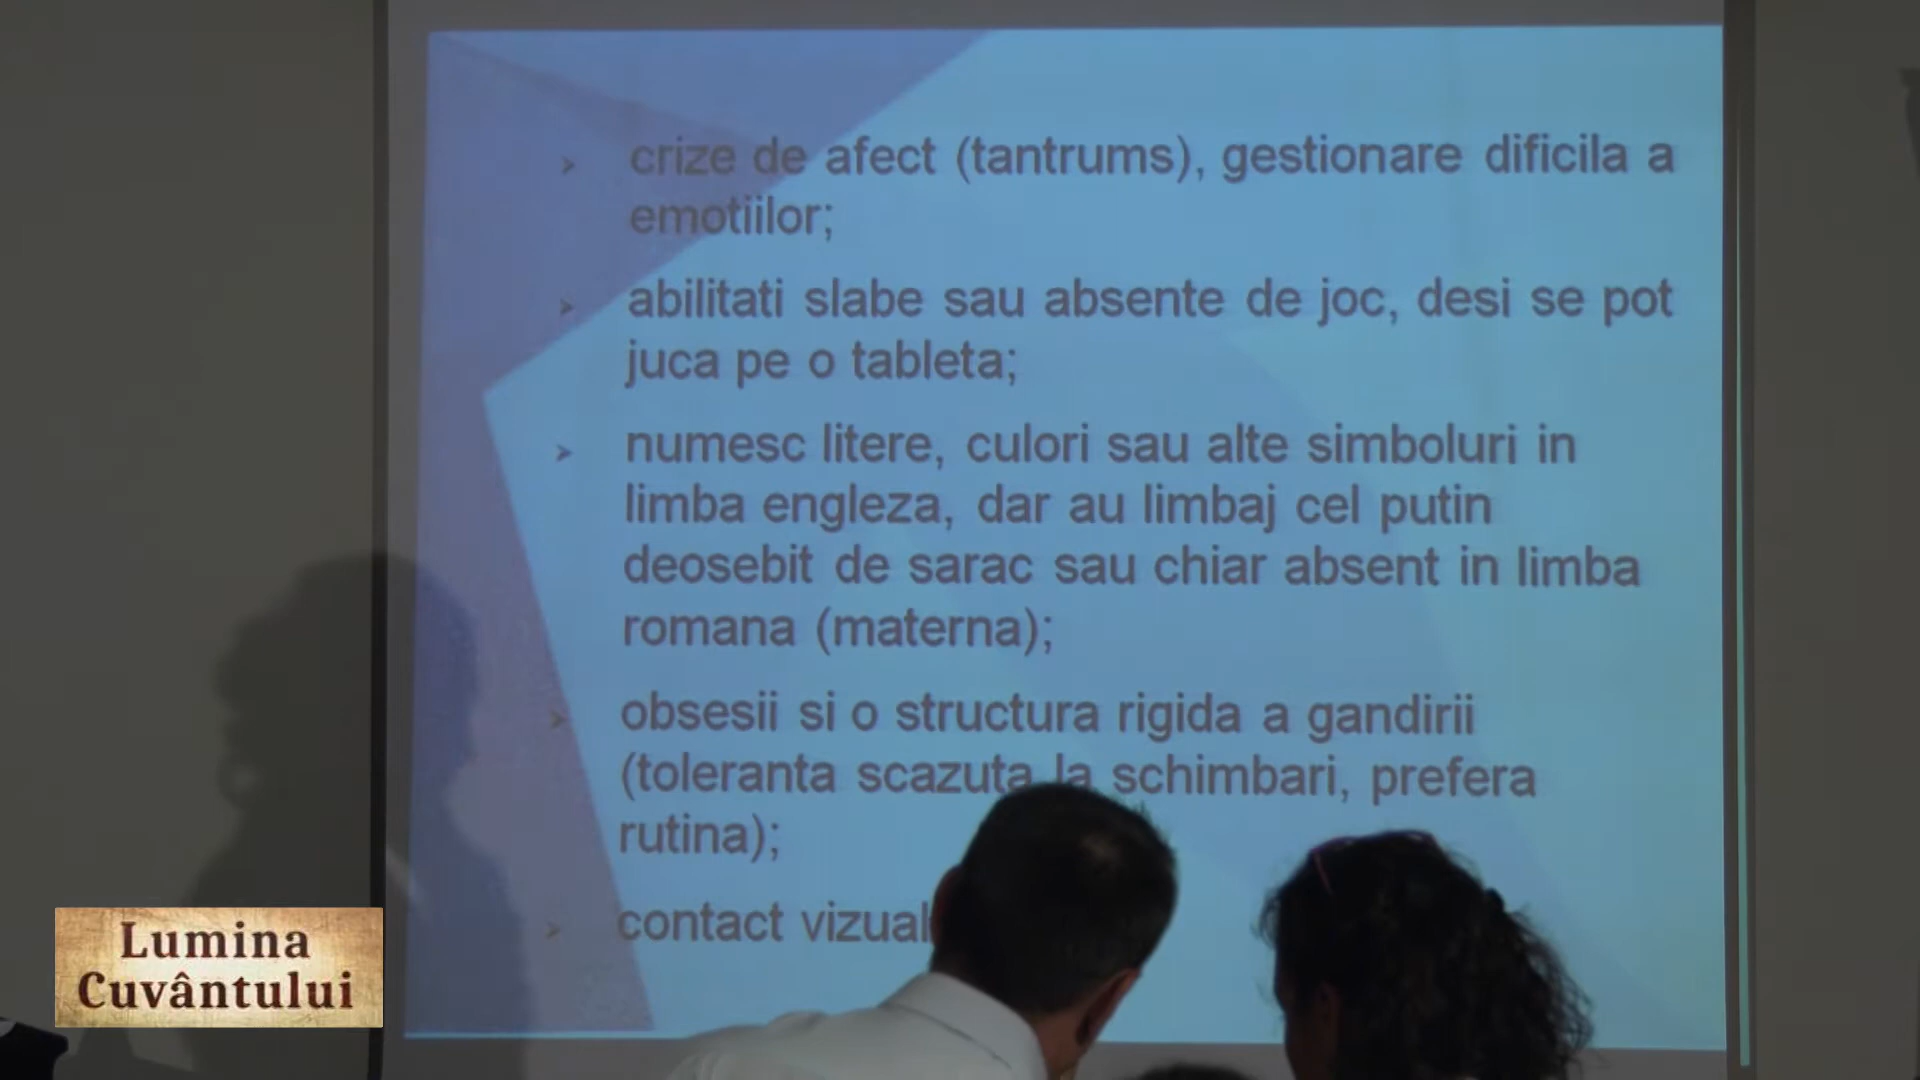 crize de afect (tantrums), gestionare dificila a
emotiilor;
abilitati slabe sau absente de joc, desi se pot
juca pe o tableta;
numesc litere, culori sau alte simboluri in
limba engleza, dar au limbaj cel putin
deosebit de sarac sau chiar absent in limba
romana (materna);
obsesii si o structura rigida a gandirii
(toleranta scazuta la schimbari, prefera
rutina);
contact vizual
Lumina
Cuvântului